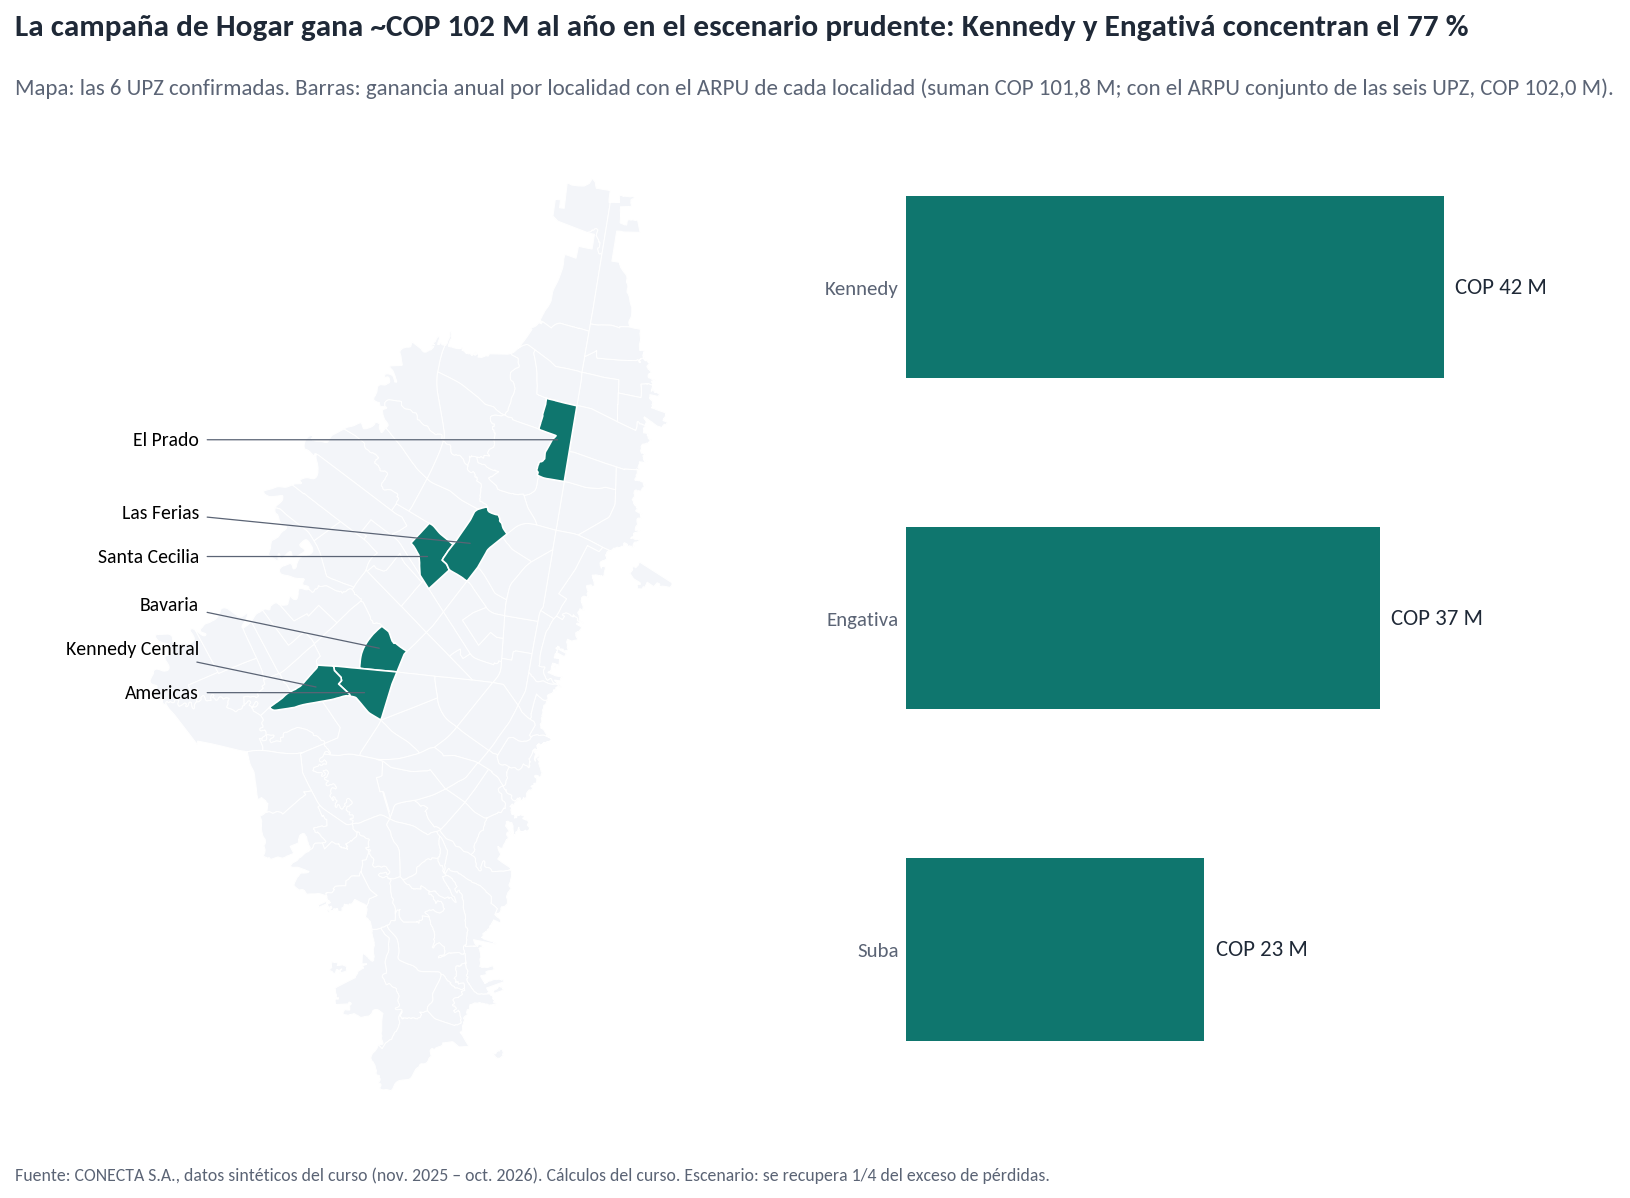 La campaña de Hogar gana ~COP 102 M al año en el escenario prudente: Kennedy y Engativá concentran el 77 %
Mapa: las 6 UPZ confirmadas. Barras: ganancia anual por localidad con el ARPU de cada localidad (suman COP 101,8 M; con el ARPU conjunto de las seis UPZ, COP 102,0 M).
El Prado
Las Ferias
Santa Cecilia
Bavaria
Kennedy Central
Americas
Kennedy
COP 42 M
Engativa
COP 37 M
Suba
COP 23 M
Fuente: CONECTA S.A., datos sintéticos del curso (nov. 2025 – oct. 2026). Cálculos del curso. Escenario: se recupera 1/4 del exceso de pérdidas.